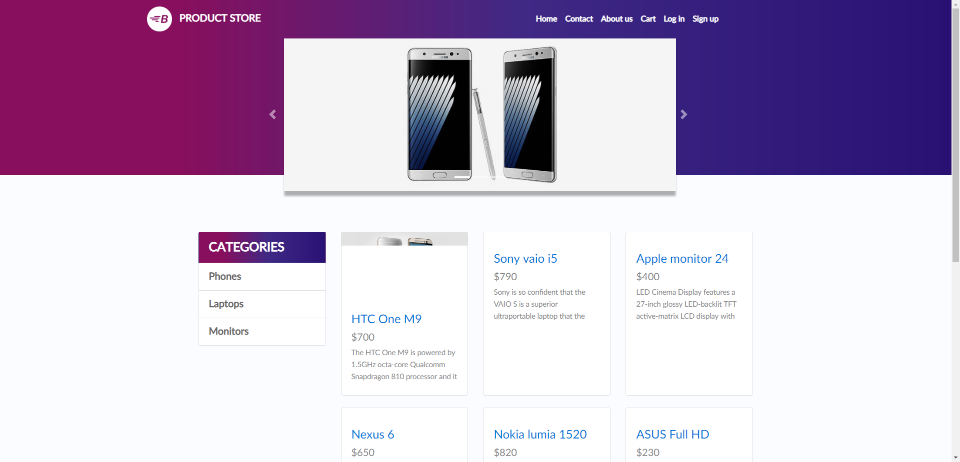 B PRODUCT STORE
Home Contact About us Cart Log in Sign up
CATEGORIES
Phones
Laptops
Monitors
HTC One M9
$700
The HTC One M9 is powered by
1.5GHz octa-core Qualcomm
Snapdragon 810 processor and it
Sony vaio i5
$790
Sony is so confident that the
VAIO S is a superior
ultraportable laptop that the
Apple monitor 24
$400
LED Cinema Display features a
27-inch glossy LED-backlit TFT
active-matrix LCD display with
Nexus 6
$650
Nokia lumia 1520
$820
ASUS Full HD
$230